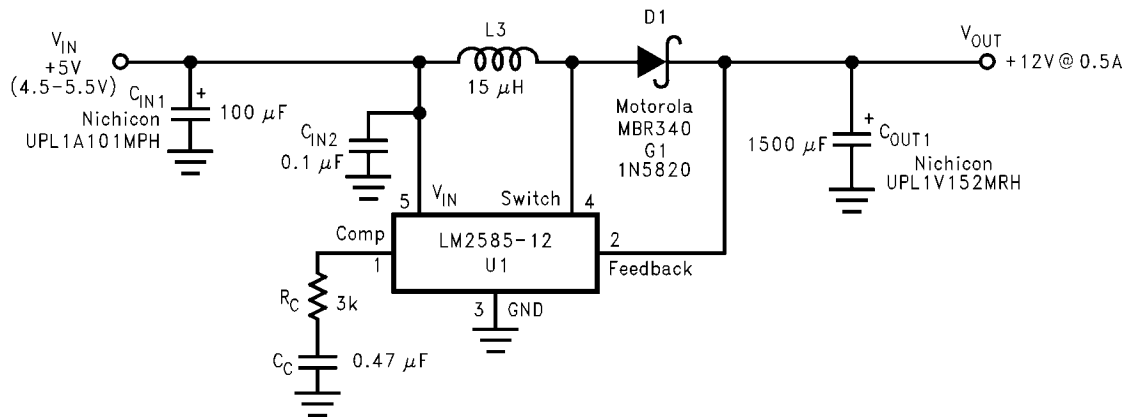 V_IN
+5V
(4.5-5.5V)
C_IN1
Nichicon
UPL1A101MPH
+
100 μF
C_IN2
0.1 μF
L3
15 μH
D1
Motorola
MBR340
G1
1N5820
V_OUT
+12V@0.5A
1500 μF
+
C_OUT1
Nichicon
UPL1V152MRH
5
V_IN
Switch
4
Comp
1
LM2585-12
U1
2
Feedback
3
GND
R_C
3k
C_C
0.47 μF